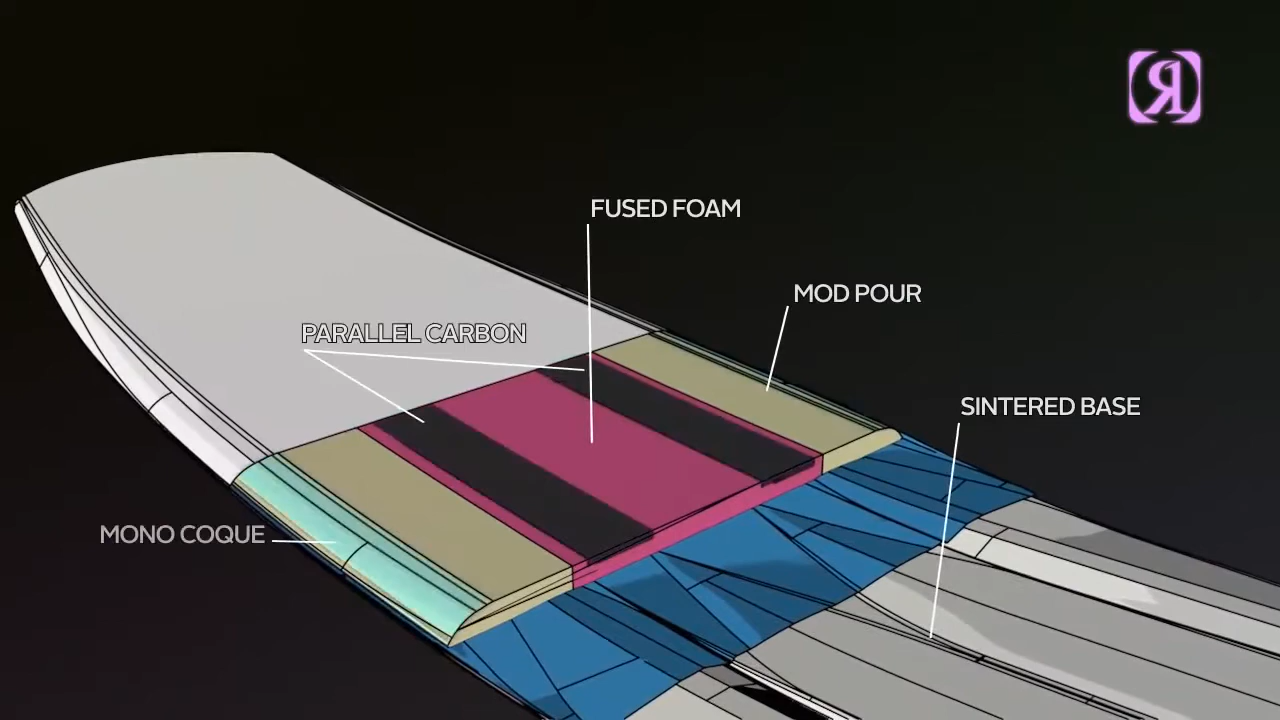 FUSED FOAM
MOD POUR
PARALLEL CARBON
SINTERED BASE
MONO COQUE